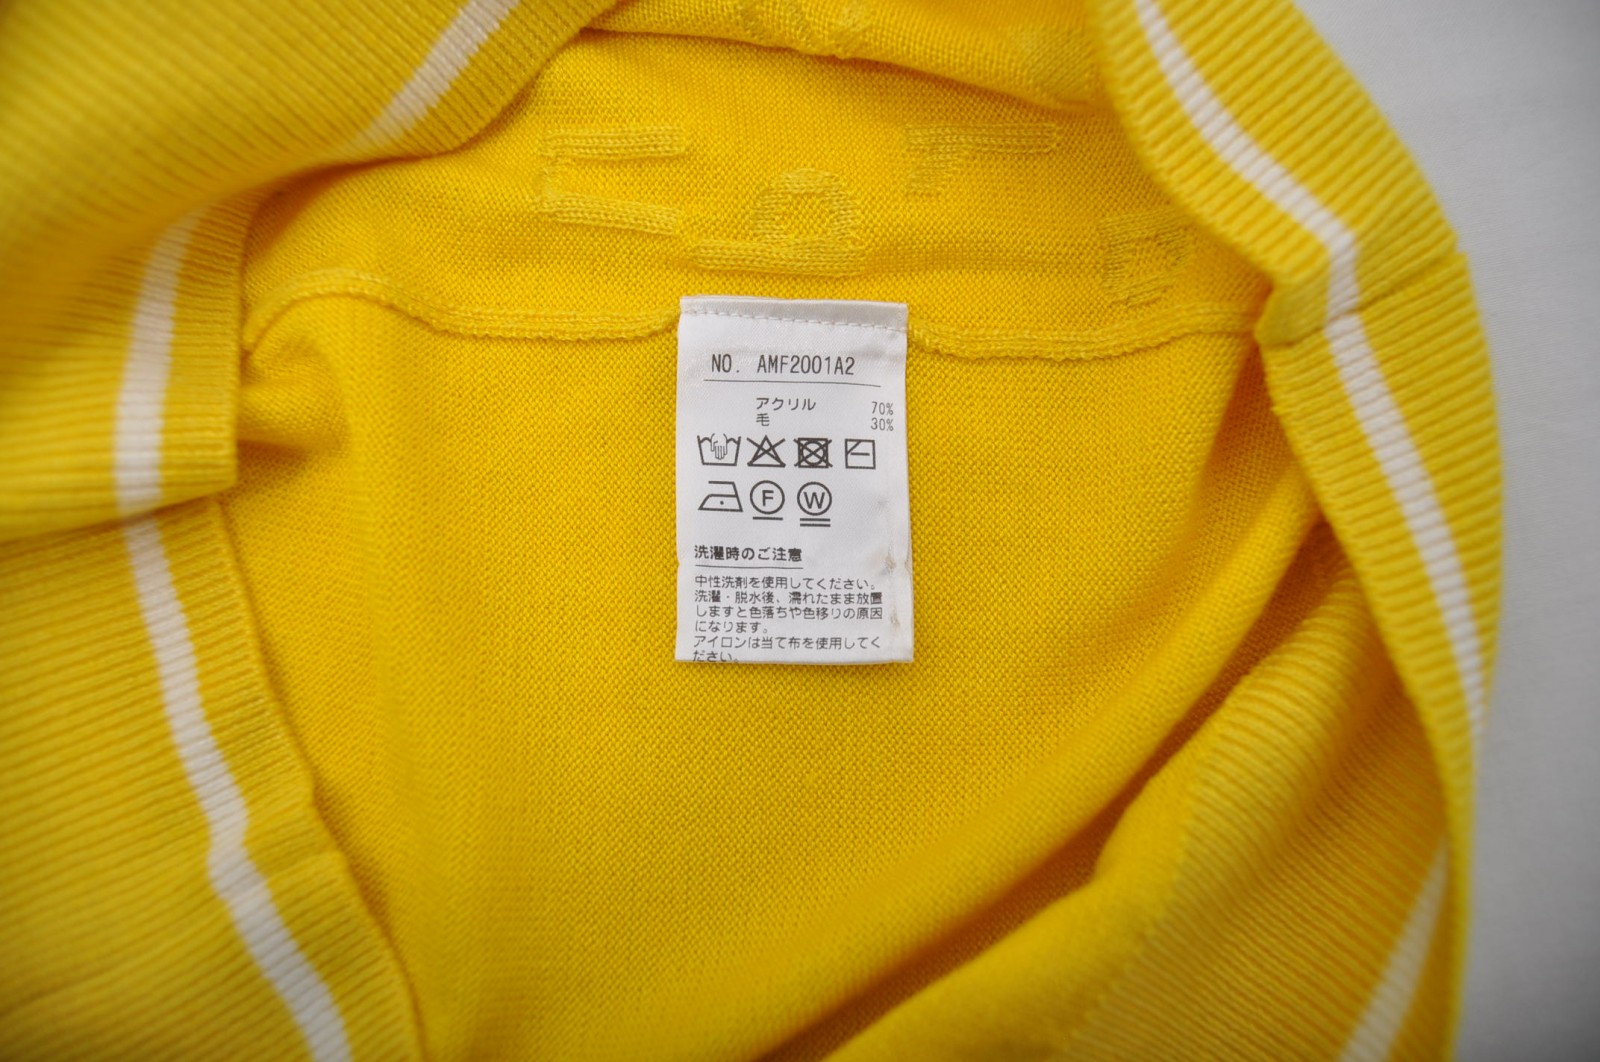 NO. AMF2001A2
アクリル 70%
毛 30%
F W
洗濯時のご注意
中性洗剤を使用してください。
洗濯・脱水後、濡れたまま放置
しますと色落ちや色移りの原因
になります。
アイロンは当て布を使用してく
ださい。